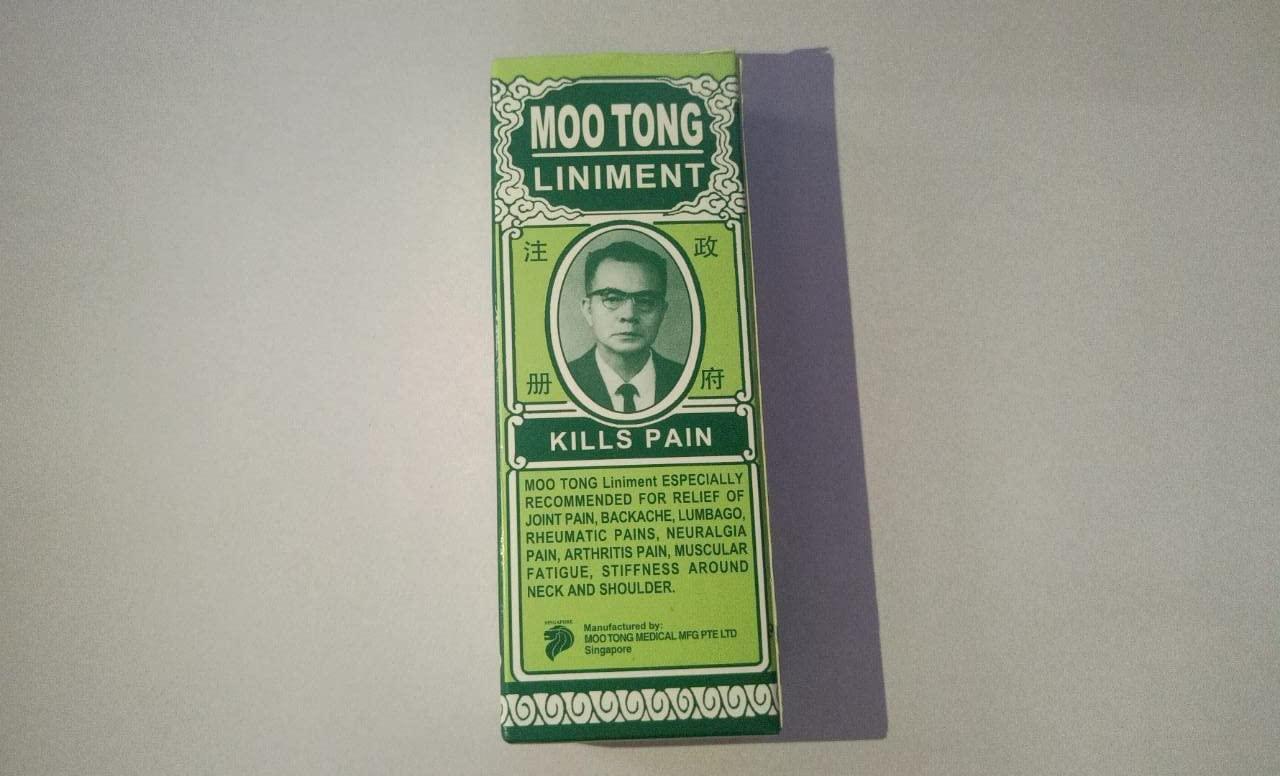 MOO TONG
LINIMENT
注 政
册 府
KILLS PAIN
MOO TONG Liniment ESPECIALLY
RECOMMENDED FOR RELIEF OF
JOINT PAIN, BACKACHE, LUMBAGO,
RHEUMATIC PAINS, NEURALGIA
PAIN, ARTHRITIS PAIN, MUSCULAR
FATIGUE, STIFFNESS AROUND
NECK AND SHOULDER.
SINGAPORE
Manufactured by:
MOO TONG MEDICAL MFG PTE LTD
Singapore